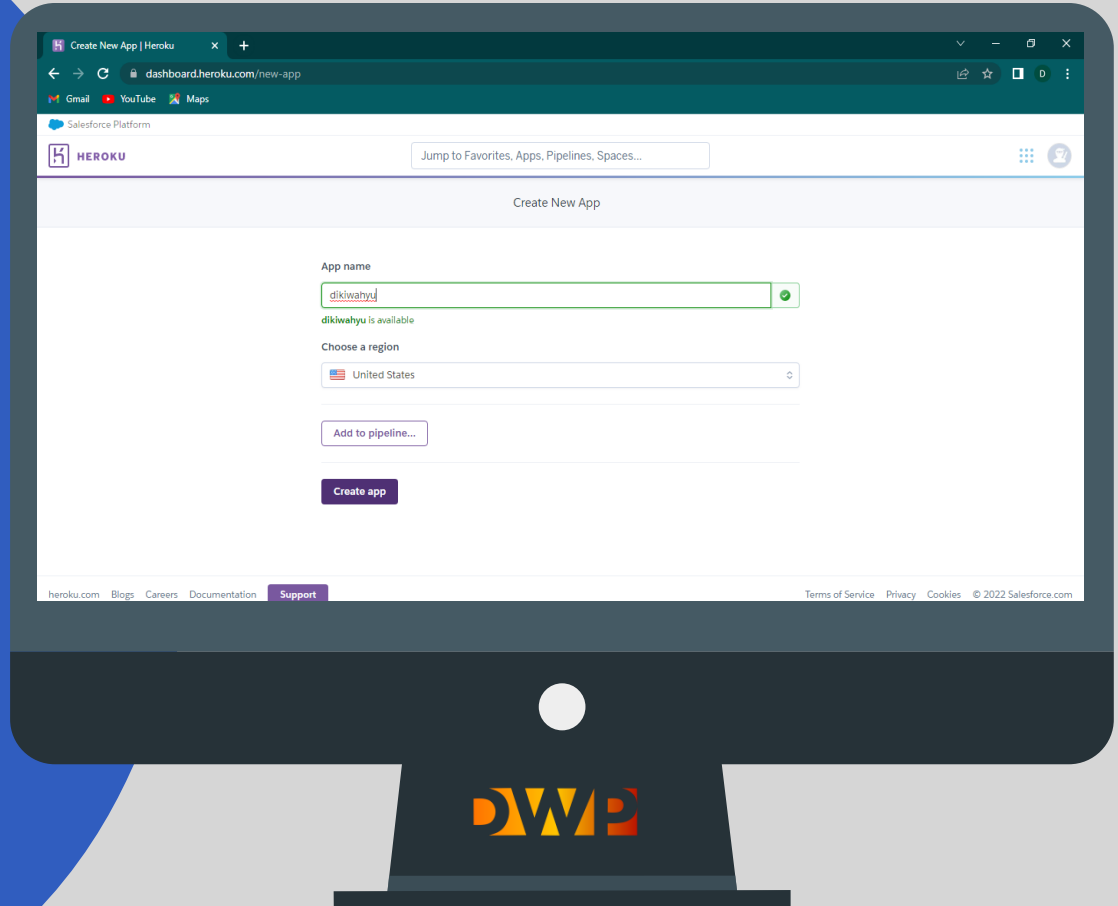 Create New App | Heroku
dashboard.heroku.com/new-app
D
Gmail YouTube Maps
Salesforce Platform
HEROKU
Jump to Favorites, Apps, Pipelines, Spaces...
Create New App
App name
dikiwahyu
dikiwahyu is available
Choose a region
United States
Add to pipeline...
Create app
heroku.com Blogs Careers Documentation Support Terms of Service Privacy Cookies © 2022 Salesforce.com
DWP